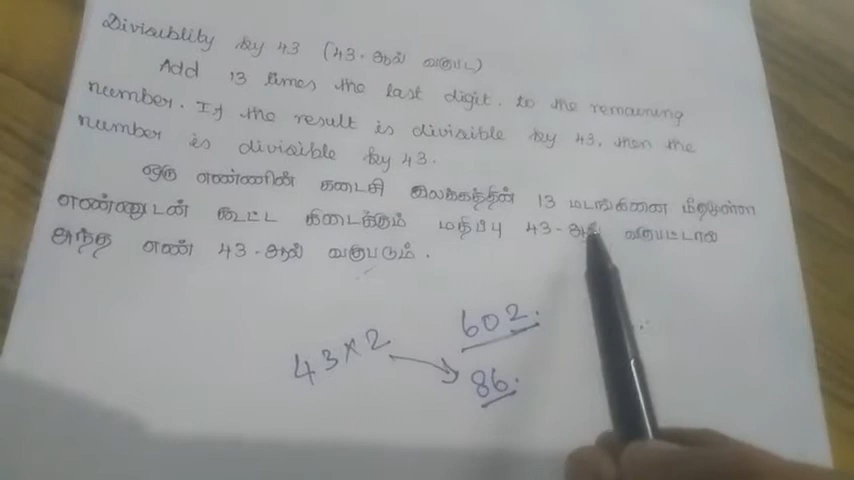 Divisiblity by 43 (43-ஆல் வகுபட)
Add 13 times the last digit. to the remaining
number. If the result is divisible by 43, then the
number is divisible by 43.
ஒரு எண்ணின் கடைசி இலக்கத்தின் 13 மடங்கினை மீதமுள்ள
எண்ணுடன் கூட்ட கிடைக்கும் மதிப்பு 43-ஆல் வகுபட்டால்
அந்த எண் 43-ஆல் வகுபடும்.
602.
43×2
86.